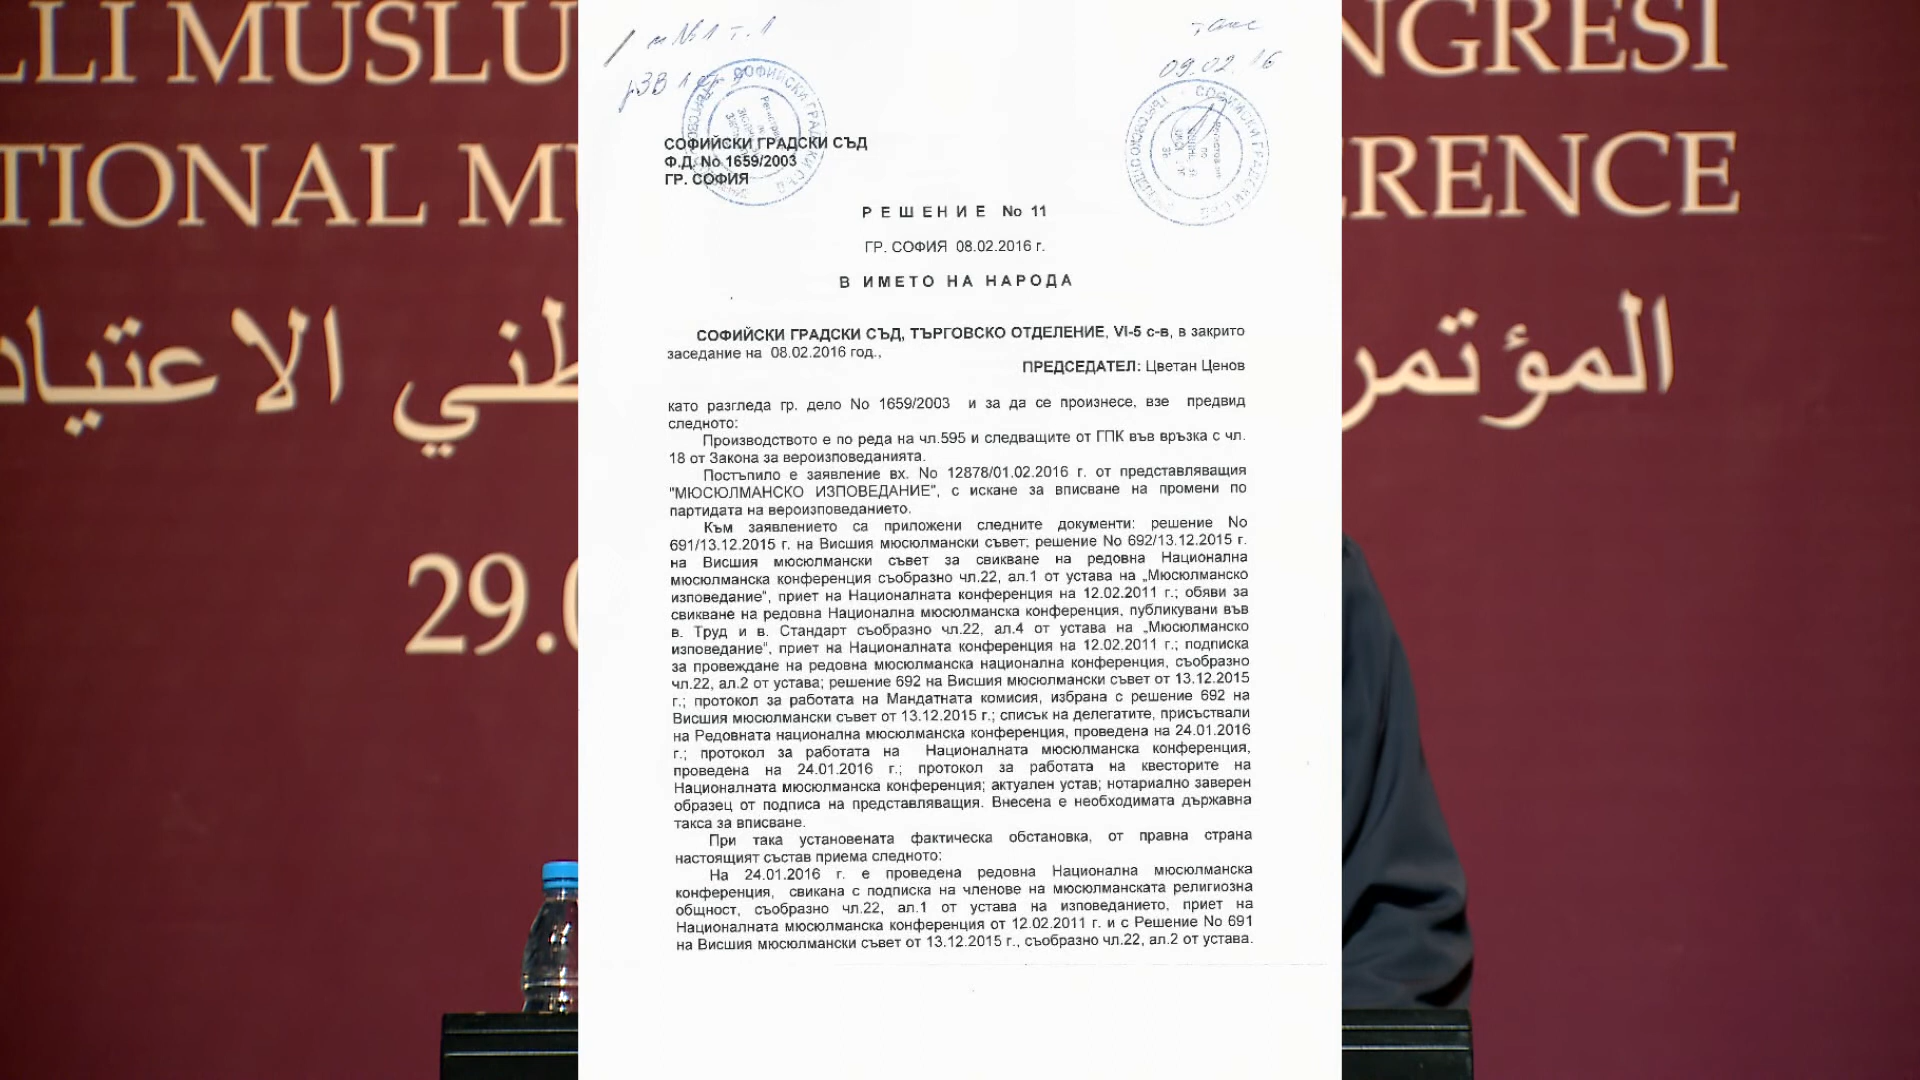 LLI MUSLU
NGRESI
TIONAL MU
ERENCE
طني الاعتياد
المؤتمر
29.0
м №1 т. 1
09.02.16
СОФИЙСКИ ГРАДСКИ СЪД
СОФИЙСКИ ГРАДСКИ СЪД
СОФИЙСКИ ГРАДСКИ СЪД
Ф.Д. No 1659/2003
ГР. СОФИЯ
Р Е Ш Е Н И Е No 11
ГР. СОФИЯ 08.02.2016 г.
В ИМЕТО НА НАРОДА
СОФИЙСКИ ГРАДСКИ СЪД, ТЪРГОВСКО ОТДЕЛЕНИЕ, VI-5 с-в, в закрито
заседание на 08.02.2016 год.,
ПРЕДСЕДАТЕЛ: Цветан Ценов
като разгледа гр. дело No 1659/2003 и за да се произнесе, взе предвид
следното:
Производството е по реда на чл.595 и следващите от ГПК във връзка с чл.
18 от Закона за вероизповеданията.
Постъпило е заявление вх. No 12878/01.02.2016 г. от представляващия
"МЮСЮЛМАНСКО ИЗПОВЕДАНИЕ", с искане за вписване на промени по
партидата на вероизповеданието.
Към заявлението са приложени следните документи: решение No
691/13.12.2015 г. на Висшия мюсюлмански съвет; решение No 692/13.12.2015 г.
на Висшия мюсюлмански съвет за свикване на редовна Национална
мюсюлманска конференция съобразно чл.22, ал.1 от устава на „Мюсюлманско
изповедание", приет на Националната конференция на 12.02.2011 г.; обяви за
свикване на редовна Национална мюсюлманска конференция, публикувани във
в. Труд и в. Стандарт съобразно чл.22, ал.4 от устава на „Мюсюлманско
изповедание", приет на Националната конференция на 12.02.2011 г.; подписка
за провеждане на редовна мюсюлманска национална конференция, съобразно
чл.22, ал.2 от устава; решение 692 на Висшия мюсюлмански съвет от 13.12.2015
г.; протокол за работата на Мандатната комисия, избрана с решение 692 на
Висшия мюсюлмански съвет от 13.12.2015 г.; списък на делегатите, присъствали
на Редовната национална мюсюлманска конференция, проведена на 24.01.2016
г.; протокол за работата на Националната мюсюлманска конференция,
проведена на 24.01.2016 г.; протокол за работата на квесторите на
Националната мюсюлманска конференция; актуален устав; нотариално заверен
образец от подписа на представляващия. Внесена е необходимата държавна
такса за вписване.
При така установената фактическа обстановка, от правна страна
настоящият състав приема следното:
На 24.01.2016 г. е проведена редовна Национална мюсюлманска
конференция, свикана с подписка на членове на мюсюлманската религиозна
общност, съобразно чл.22, ал.1 от устава на изповеданието, приет на
Националната мюсюлманска конференция от 12.02.2011 г. и с Решение No 691
на Висшия мюсюлмански съвет от 13.12.2015 г., съобразно чл.22, ал.2 от устава.